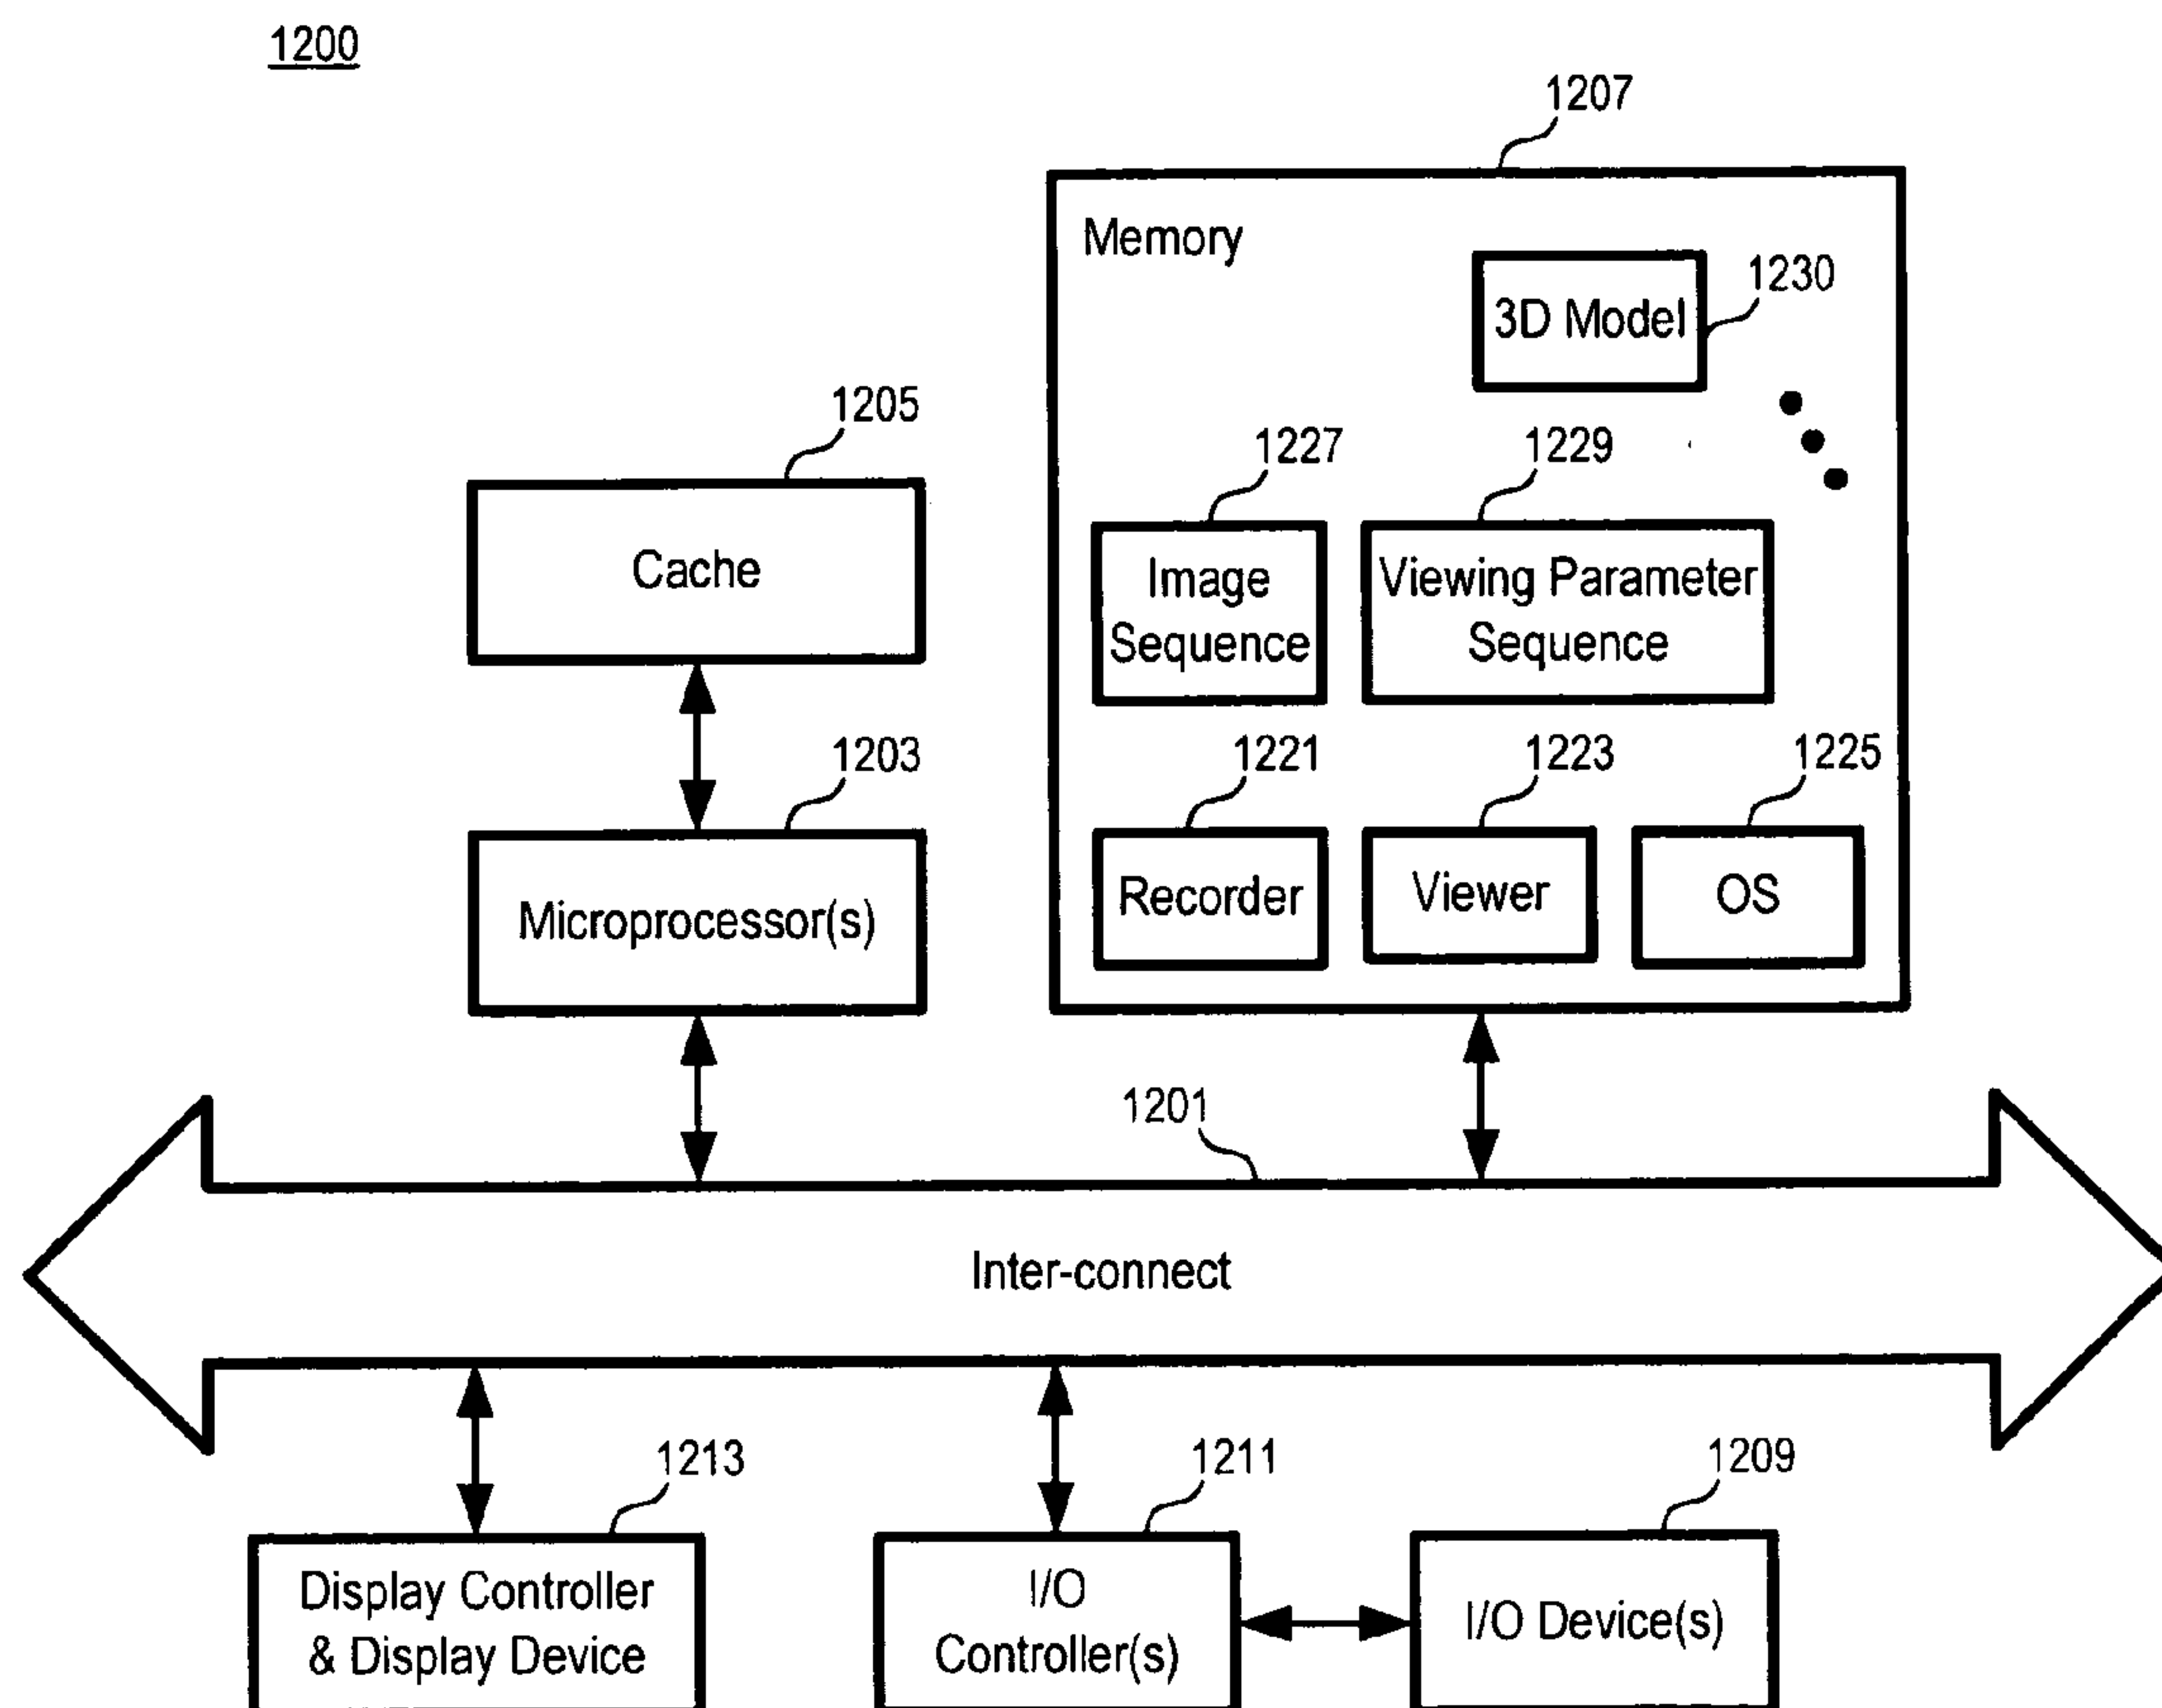 1200
1207
Memory
3D Model
1230
1205
1227
1229
Cache
Image
Sequence
Viewing Parameter
Sequence
1203
1221
1223
1225
Microprocessor(s)
Recorder
Viewer
OS
1201
Inter-connect
1213
1211
1209
Display Controller
& Display Device
I/O
Controller(s)
I/O Device(s)